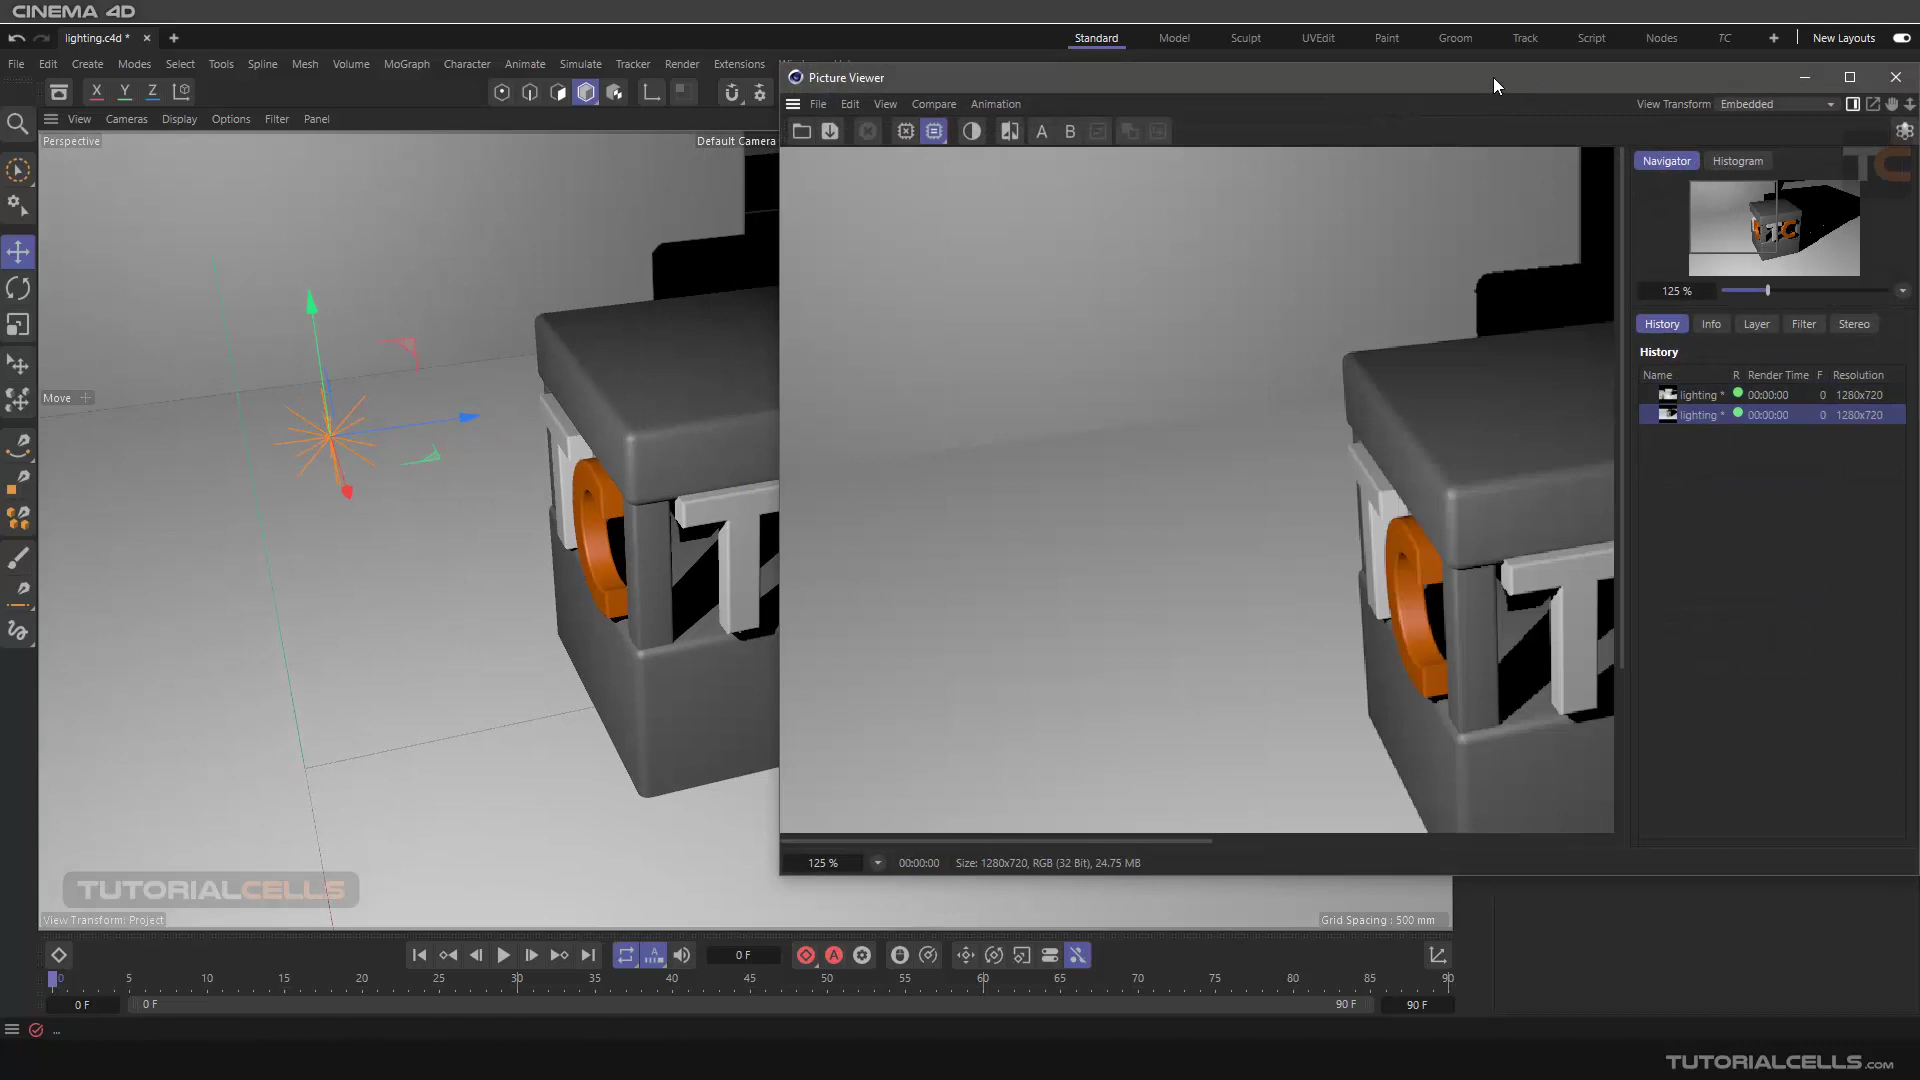 CINEMA 4D
lighting.c4d *
Standard Model Sculpt UVEdit Paint Groom Track Script Nodes TC New Layouts
File Edit Create Modes Select Tools Spline Mesh Volume MoGraph Character Animate Simulate Tracker Render Extensions
Picture Viewer
X Y Z
File Edit View Compare Animation
View Transform Embedded
View Cameras Display Options Filter Panel
A B
Perspective
Default Camera
Navigator Histogram
TC
125 %
History Info Layer Filter Stereo
History
Name R Render Time F Resolution
lighting * 00:00:00 0 1280x720
lighting * 00:00:00 0 1280x720
Move
125 %
00:00:00
Size: 1280x720, RGB (32 Bit), 24.75 MB
TUTORIALCELLS
View Transform: Project
Grid Spacing : 500 mm
0 F
0 5 10 15 20 25 30 35 40 45 50 55 60 65 70 75 80 85 90
0 F
0 F
90 F
90 F
...
TUTORIALCELLS.com